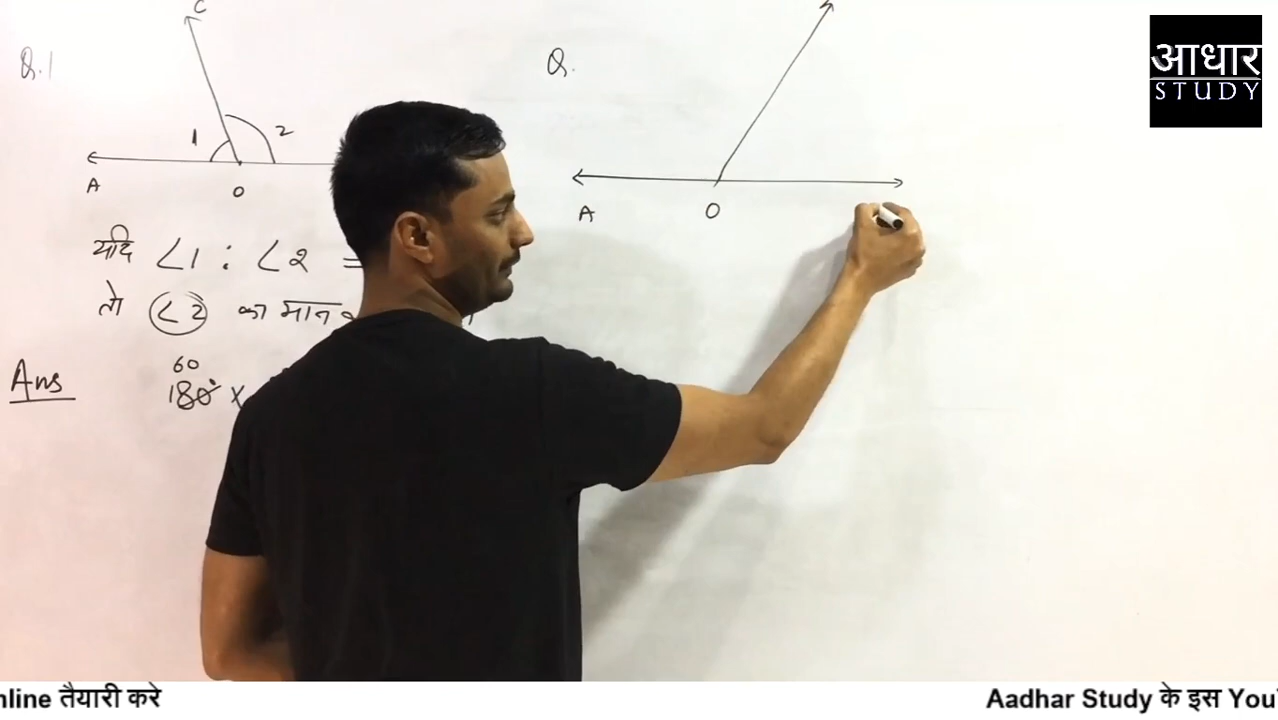 C
Q.1
1
2
A
O
यदि ∠1 : ∠2 =
तो ∠2 का मान
Ans
60
180° ×
Q.
A
O
आधार
STUDY
nline तैयारी करे
Aadhar Study के इस You